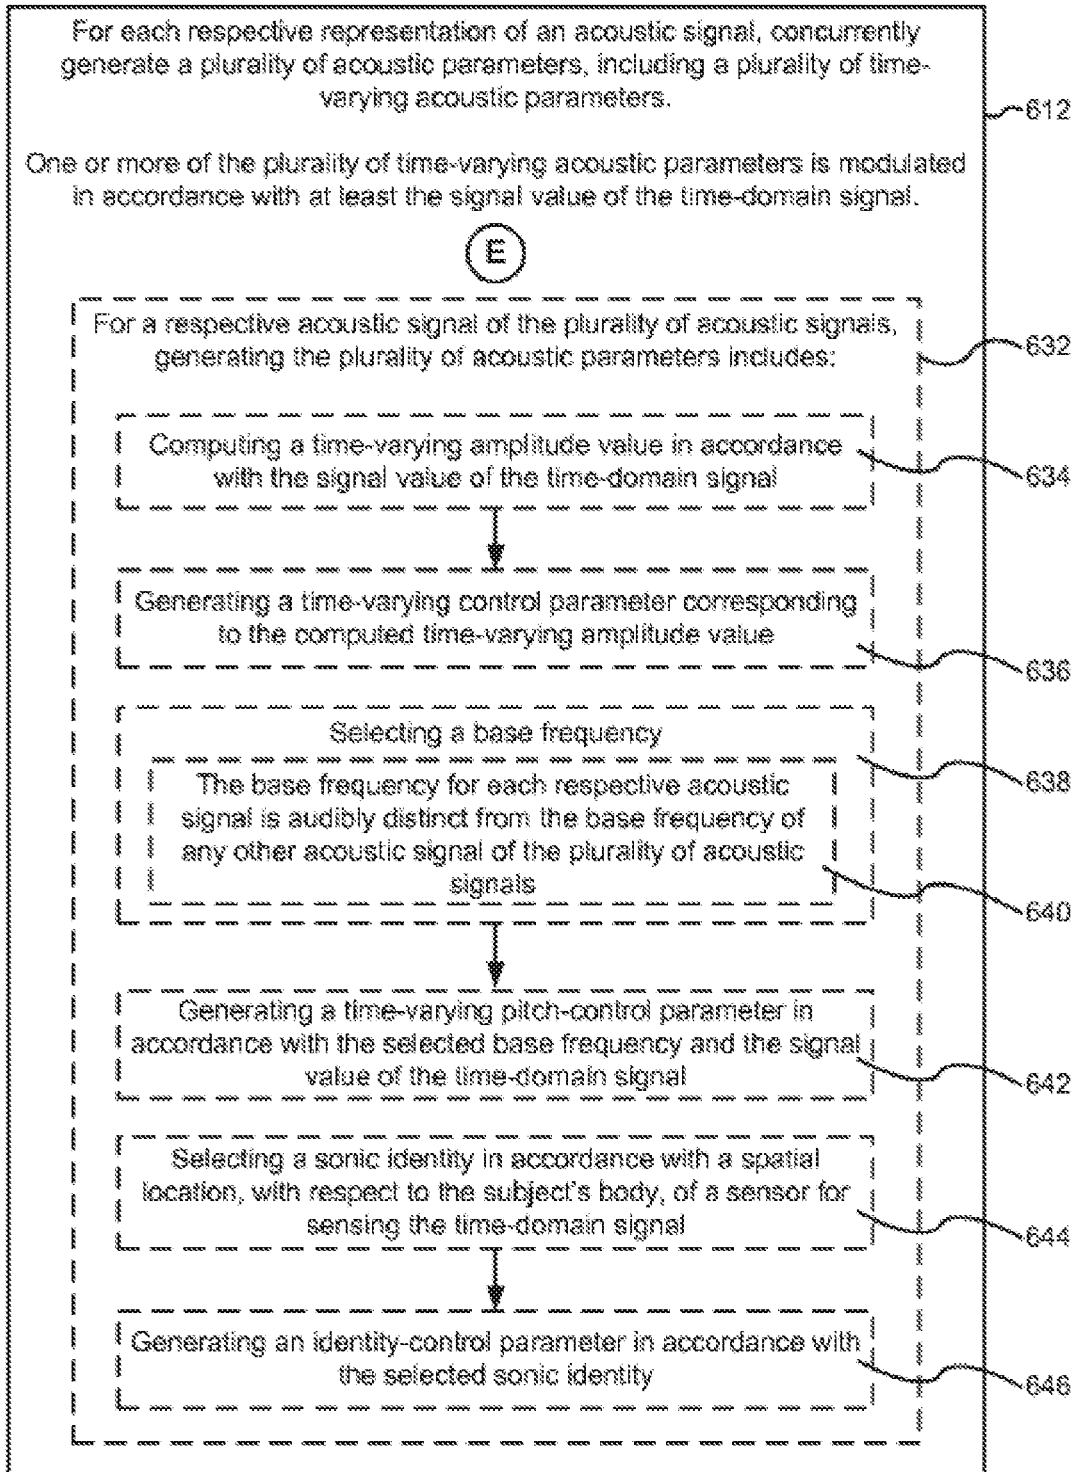 For each respective representation of an acoustic signal, concurrently
generate a plurality of acoustic parameters, including a plurality of time-
varying acoustic parameters.
612
One or more of the plurality of time-varying acoustic parameters is modulated
in accordance with at least the signal value of the time-domain signal.
E
For a respective acoustic signal of the plurality of acoustic signals,
generating the plurality of acoustic parameters includes:
632
Computing a time-varying amplitude value in accordance
with the signal value of the time-domain signal
634
Generating a time-varying control parameter corresponding
to the computed time-varying amplitude value
636
Selecting a base frequency
638
The base frequency for each respective acoustic
signal is audibly distinct from the base frequency of
any other acoustic signal of the plurality of acoustic
signals
640
Generating a time-varying pitch-control parameter in
accordance with the selected base frequency and the signal
value of the time-domain signal
642
Selecting a sonic identity in accordance with a spatial
location, with respect to the subject's body, of a sensor for
sensing the time-domain signal
644
Generating an identity-control parameter in accordance with
the selected sonic identity
646